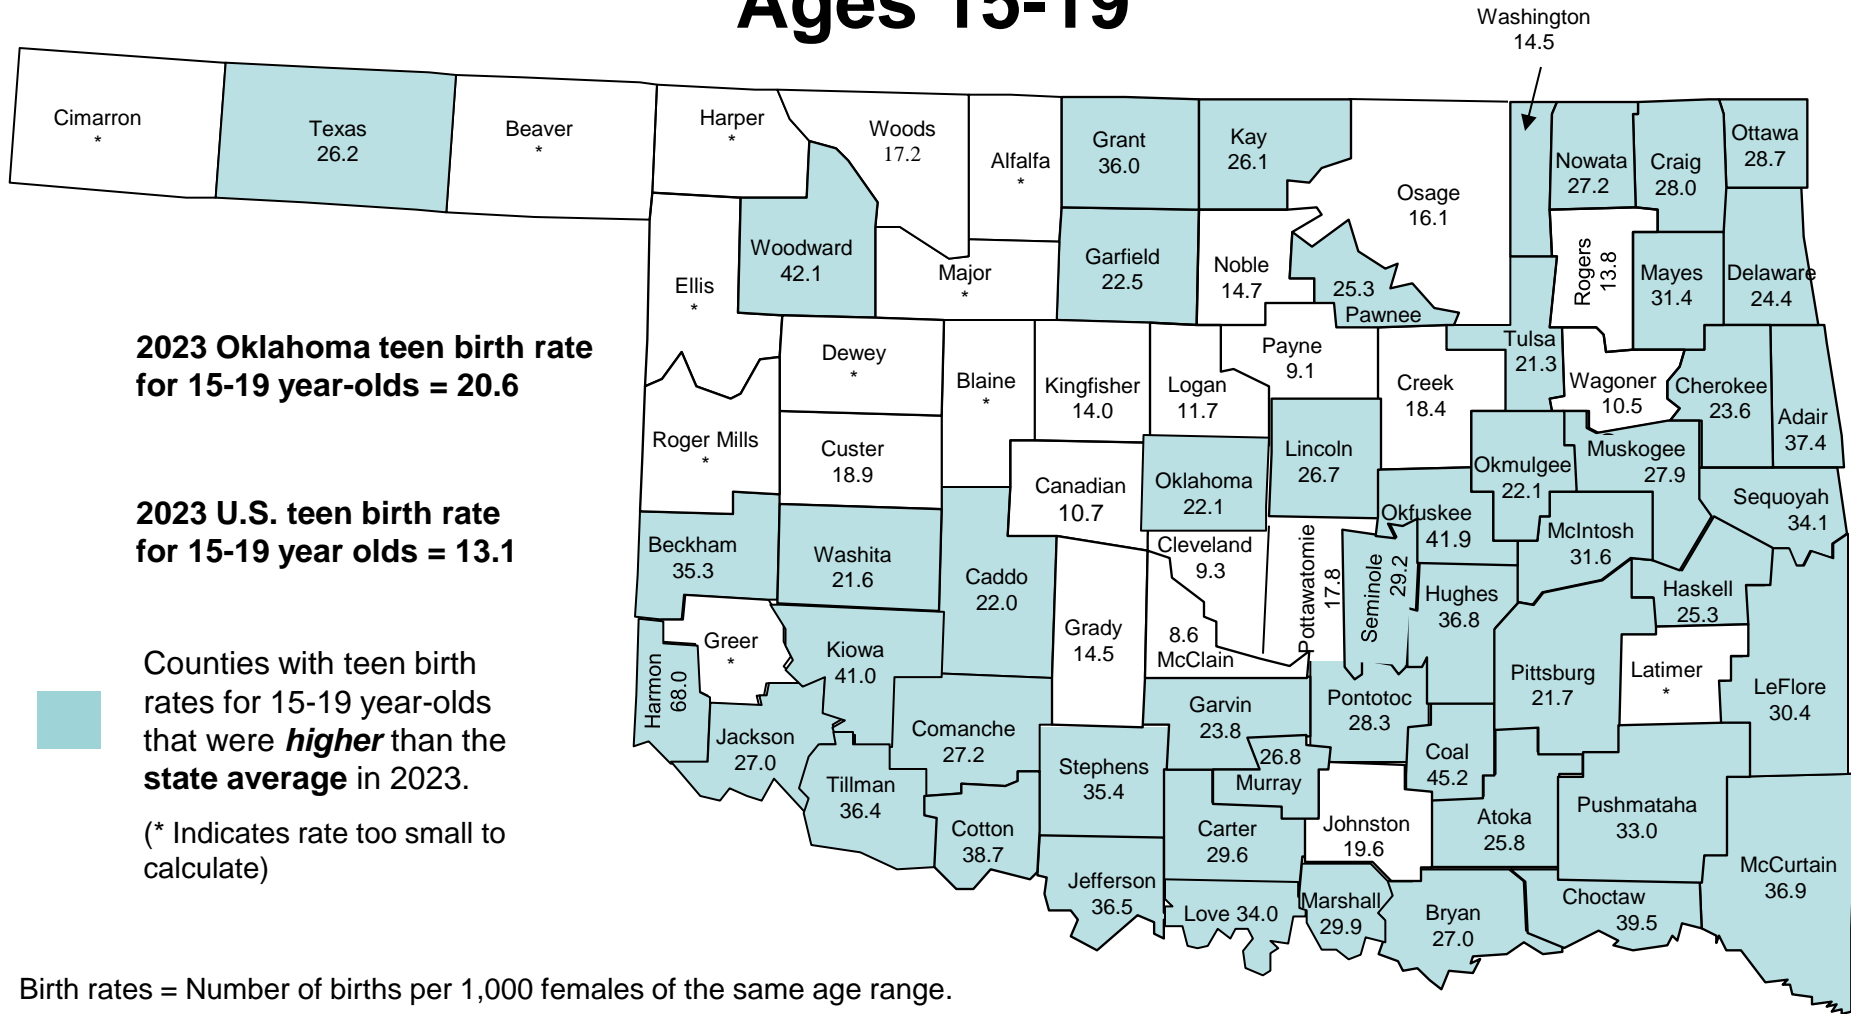 Ages 15-19
Washington
14.5
Cimarron
*
Texas
26.2
Beaver
*
Harper
*
Woods
17.2
Alfalfa
*
Grant
36.0
Kay
26.1
Osage
16.1
Nowata
27.2
Craig
28.0
Ottawa
28.7
Woodward
42.1
Ellis
*
Major
*
Garfield
22.5
Noble
14.7
25.3
Pawnee
Rogers
13.8
Mayes
31.4
Delaware
24.4
2023 Oklahoma teen birth rate
for 15-19 year-olds = 20.6
Dewey
*
Blaine
*
Kingfisher
14.0
Logan
11.7
Payne
9.1
Creek
18.4
Tulsa
21.3
Wagoner
10.5
Cherokee
23.6
Adair
37.4
Roger Mills
*
Custer
18.9
Canadian
10.7
Oklahoma
22.1
Lincoln
26.7
Okmulgee
22.1
Muskogee
27.9
Sequoyah
34.1
2023 U.S. teen birth rate
for 15-19 year olds = 13.1
Beckham
35.3
Washita
21.6
Caddo
22.0
Cleveland
9.3
Pottawatomie
17.8
Seminole
29.2
Okfuskee
41.9
McIntosh
31.6
Hughes
36.8
Haskell
25.3
Grady
14.5
8.6
McClain
Greer
*
Kiowa
41.0
Harmon
68.0
Jackson
27.0
Tillman
36.4
Comanche
27.2
Cotton
38.7
Stephens
35.4
Jefferson
36.5
Garvin
23.8
26.8
Murray
Carter
29.6
Love 34.0
Pontotoc
28.3
Johnston
19.6
Marshall
29.9
Coal
45.2
Pittsburg
21.7
Latimer
*
LeFlore
30.4
Atoka
25.8
Pushmataha
33.0
Bryan
27.0
Choctaw
39.5
McCurtain
36.9
Counties with teen birth
rates for 15-19 year-olds
that were higher than the
state average in 2023.
(* Indicates rate too small to
calculate)
Birth rates = Number of births per 1,000 females of the same age range.